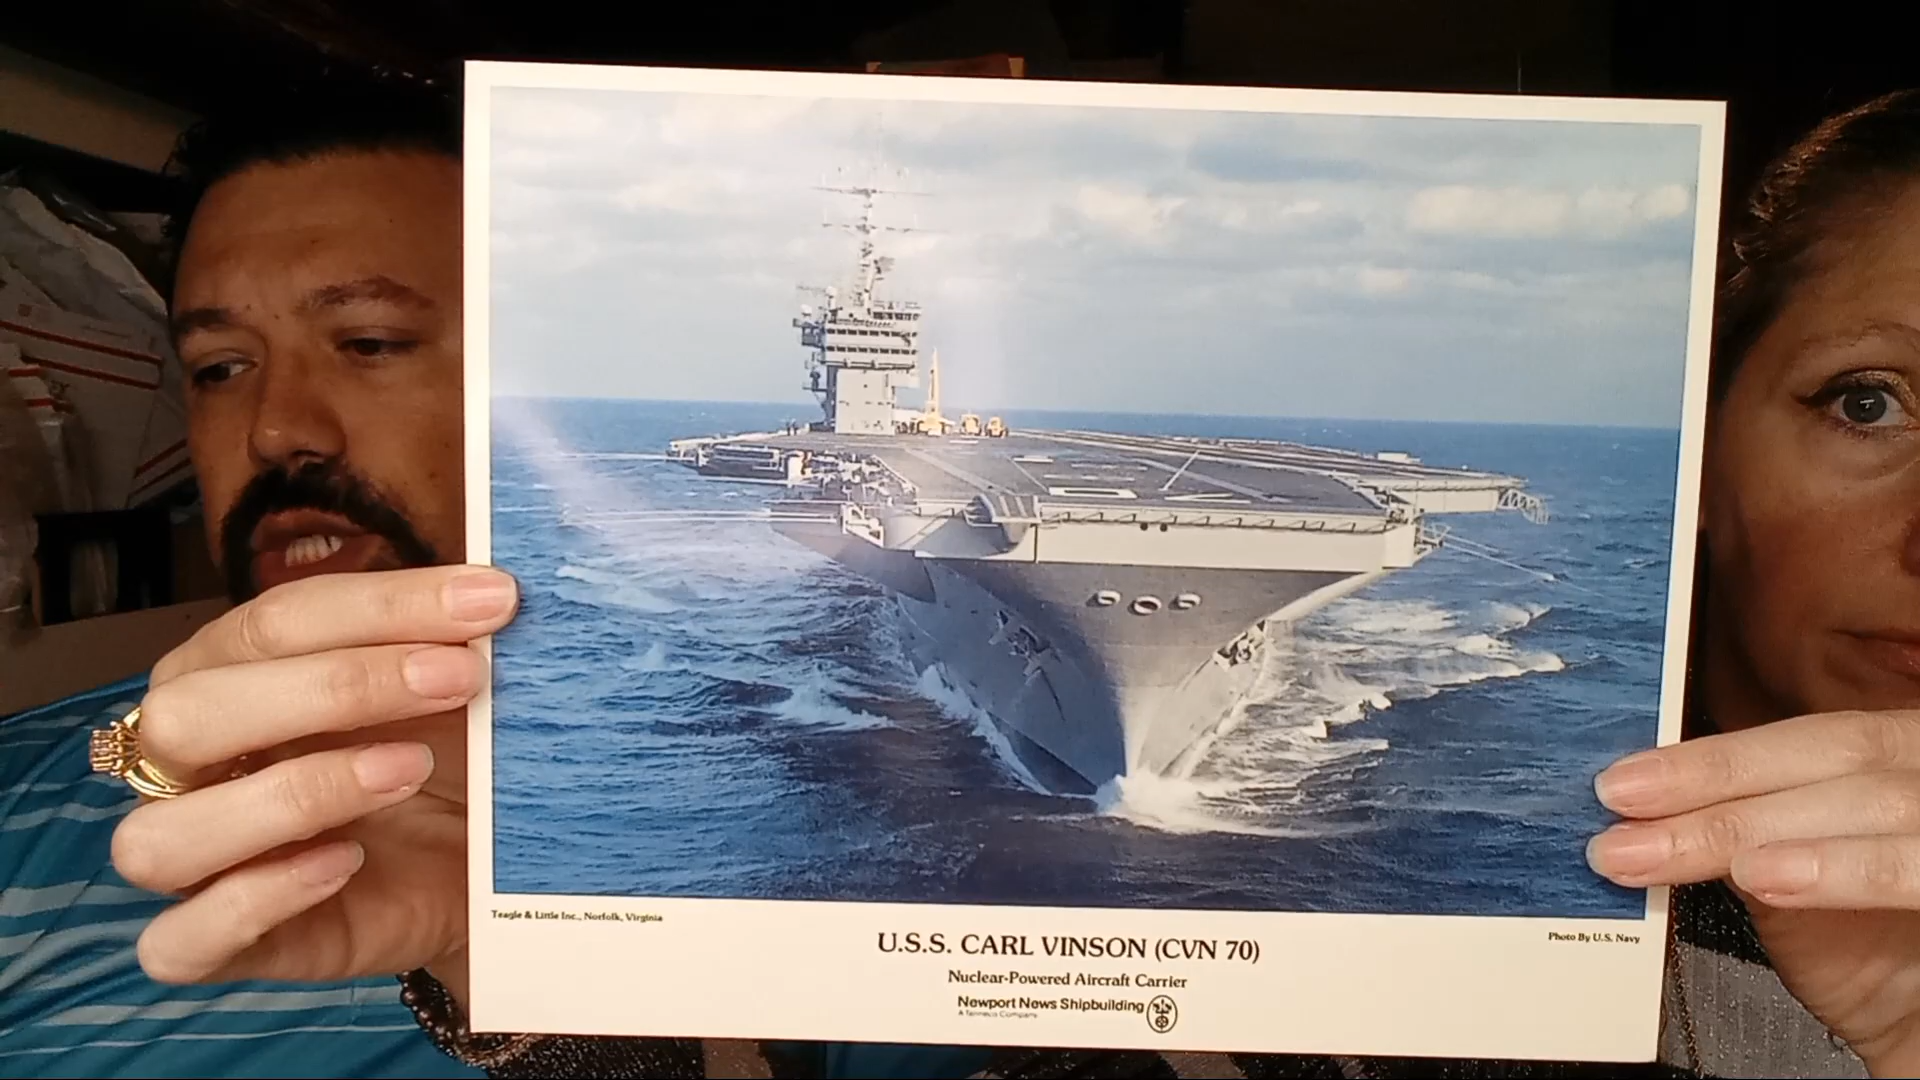 Teagle & Little Inc., Norfolk, Virginia
Photo By U.S. Navy
U.S.S. CARL VINSON (CVN 70)
Nuclear-Powered Aircraft Carrier
Newport News Shipbuilding
A Tenneco Company